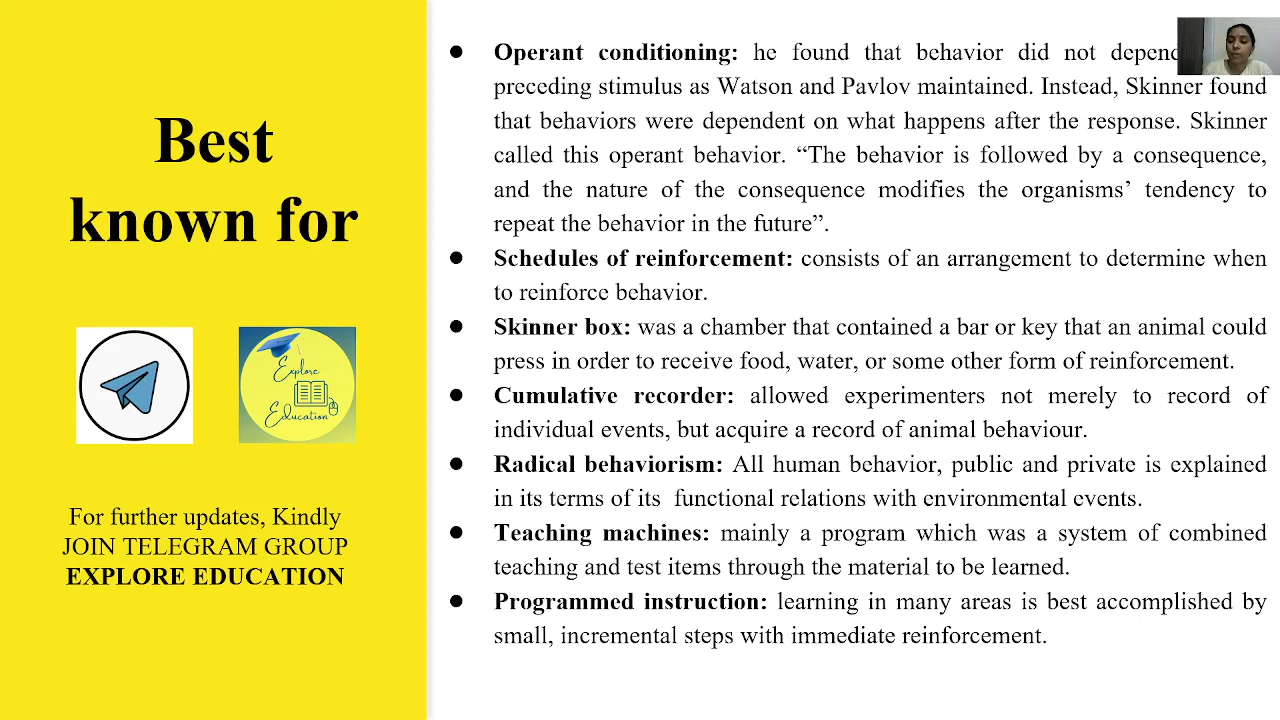 Best
known for
Explore
Education
For further updates, Kindly
JOIN TELEGRAM GROUP
EXPLORE EDUCATION
● Operant conditioning: he found that behavior did not depend
preceding stimulus as Watson and Pavlov maintained. Instead, Skinner found
that behaviors were dependent on what happens after the response. Skinner
called this operant behavior. “The behavior is followed by a consequence,
and the nature of the consequence modifies the organisms’ tendency to
repeat the behavior in the future”.
● Schedules of reinforcement: consists of an arrangement to determine when
to reinforce behavior.
● Skinner box: was a chamber that contained a bar or key that an animal could
press in order to receive food, water, or some other form of reinforcement.
● Cumulative recorder: allowed experimenters not merely to record of
individual events, but acquire a record of animal behaviour.
● Radical behaviorism: All human behavior, public and private is explained
in its terms of its functional relations with environmental events.
● Teaching machines: mainly a program which was a system of combined
teaching and test items through the material to be learned.
● Programmed instruction: learning in many areas is best accomplished by
small, incremental steps with immediate reinforcement.